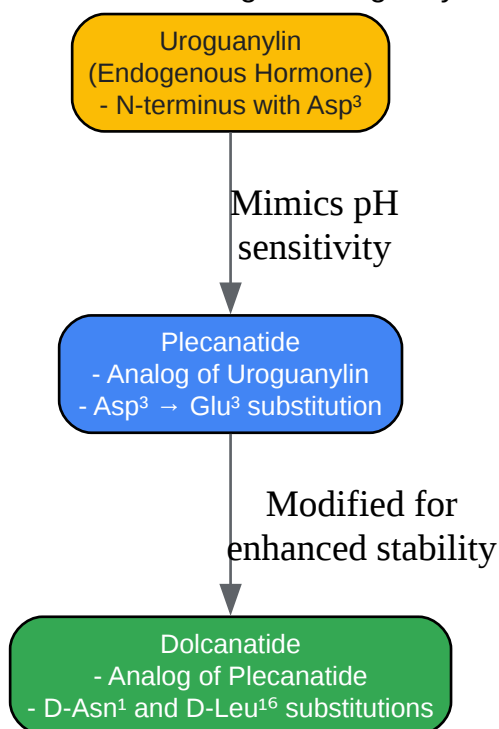 Uroguanylin
(Endogenous Hormone)
- N-terminus with Asp³
Mimics pH
sensitivity
Plecanatide
- Analog of Uroguanylin
- Asp³ → Glu³ substitution
Modified for
enhanced stability
Dolcanatide
- Analog of Plecanatide
- D-Asn¹ and D-Leu¹⁶ substitutions